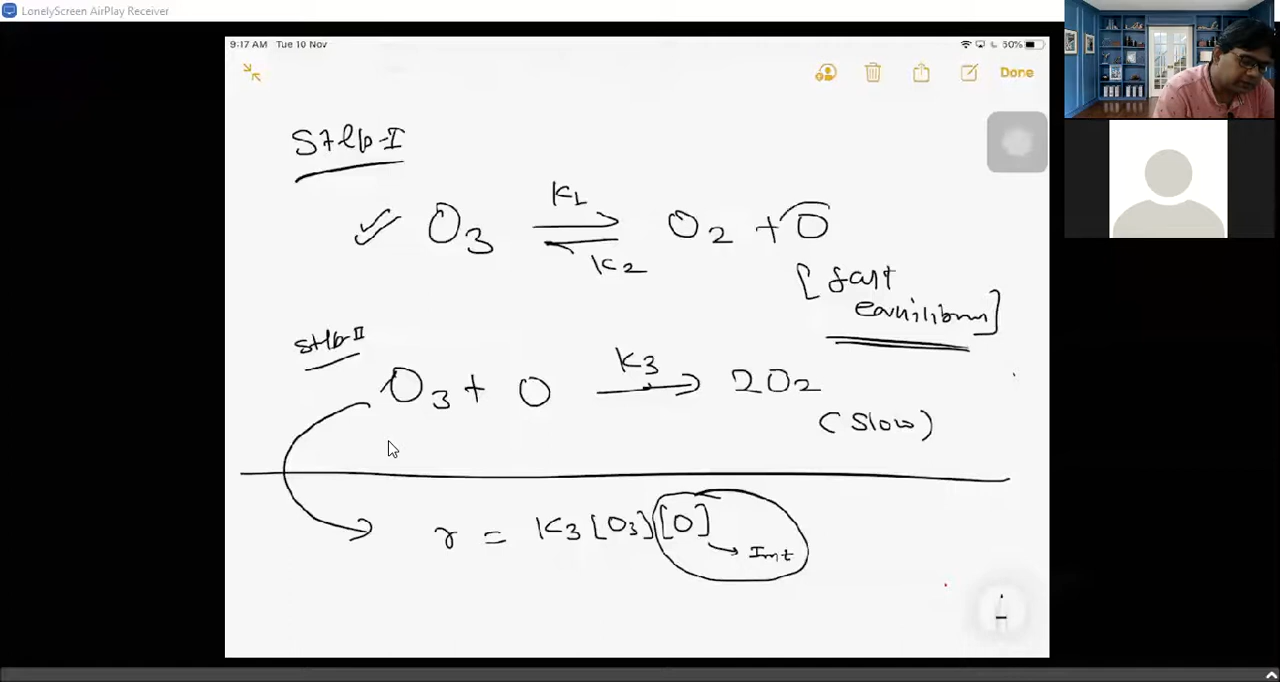 LonelyScreen AirPlay Receiver
9:17 AM Tue 10 Nov
50%
Done
Step-I
O₃ ⇌ O₂ + O
K₁
K₂
[fast
equilibrium]
Step-II
K₃
O₃ + O → 2O₂
(Slow)
r = K₃[O₃][O]
→ Imt